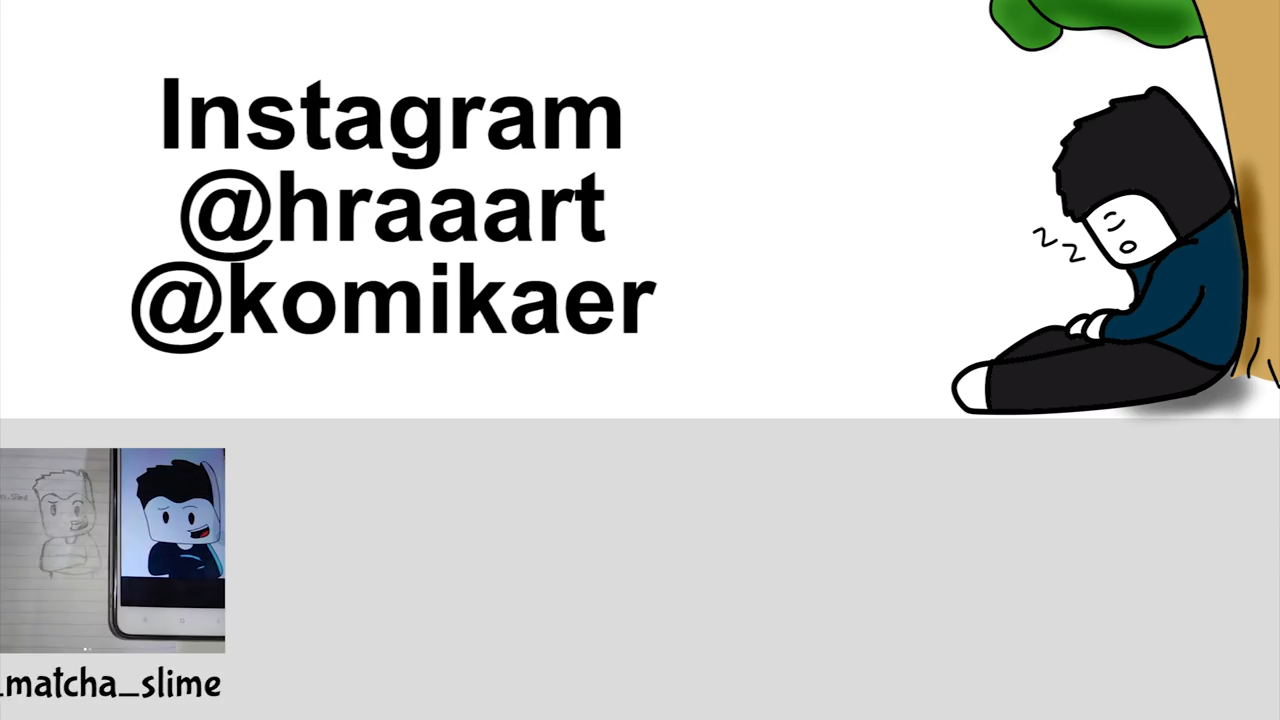 Instagram
@hraaart
@komikaer
z
z
.matcha_slime